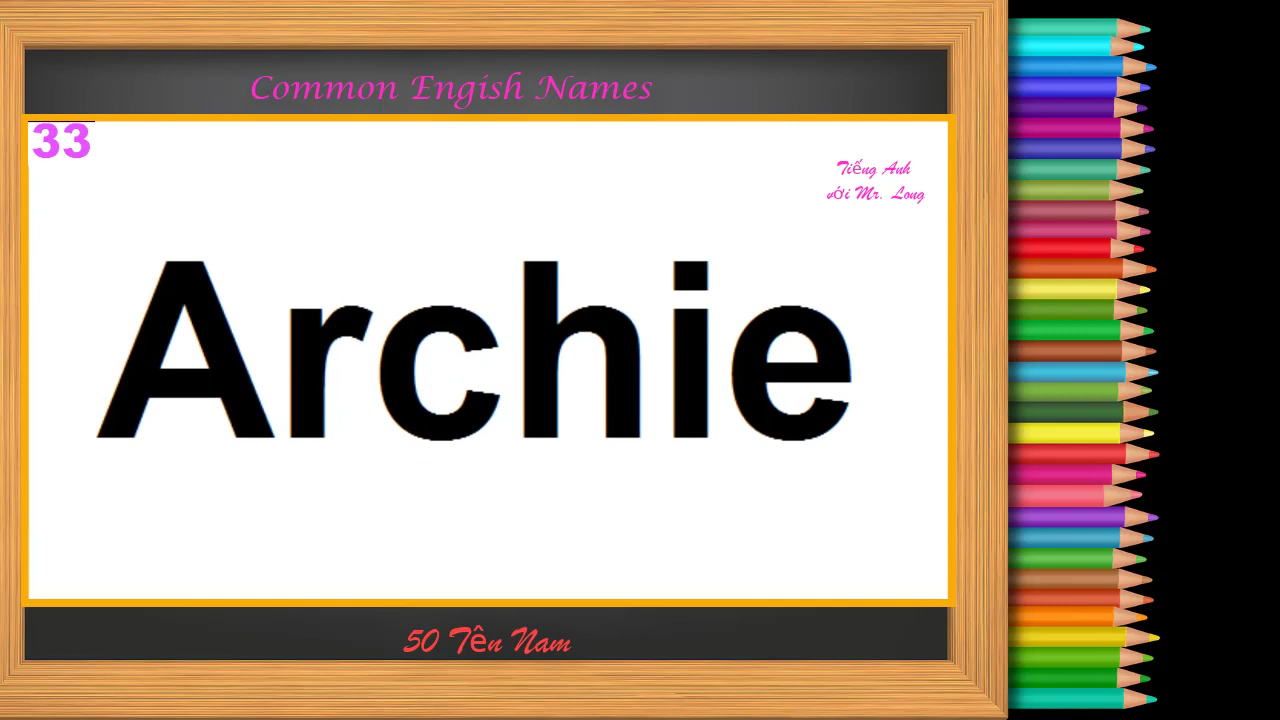 Common Engish Names
33
Tiếng Anh
với Mr. Long
Archie
50 Tên Nam